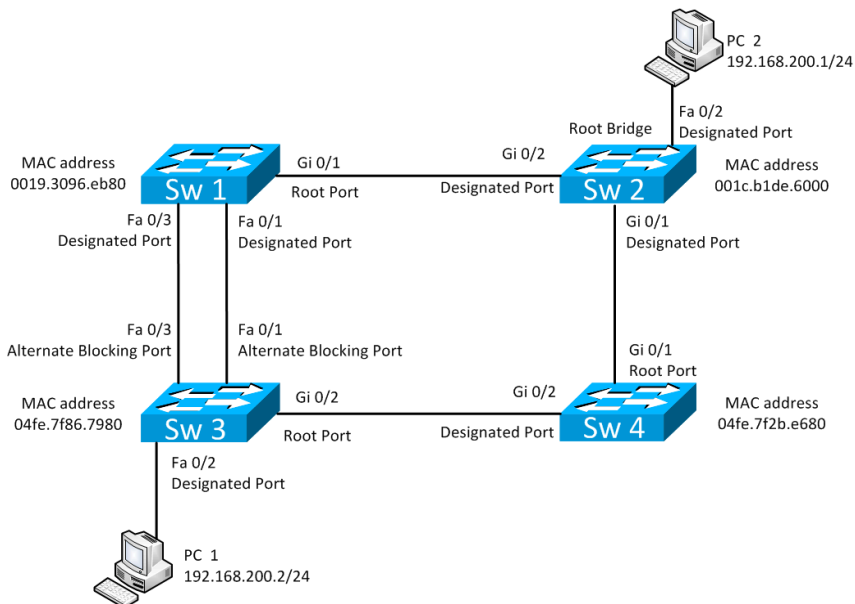 PC 2
192.168.200.1/24
Fa 0/2
Designated Port
Root Bridge
MAC address
0019.3096.eb80
Sw 1
Gi 0/1
Root Port
Gi 0/2
Designated Port
Sw 2
MAC address
001c.b1de.6000
Fa 0/3
Designated Port
Fa 0/1
Designated Port
Gi 0/1
Designated Port
Fa 0/3
Alternate Blocking Port
Fa 0/1
Alternate Blocking Port
Gi 0/1
Root Port
MAC address
04fe.7f86.7980
Sw 3
Gi 0/2
Root Port
Gi 0/2
Designated Port
Sw 4
MAC address
04fe.7f2b.e680
Fa 0/2
Designated Port
PC 1
192.168.200.2/24